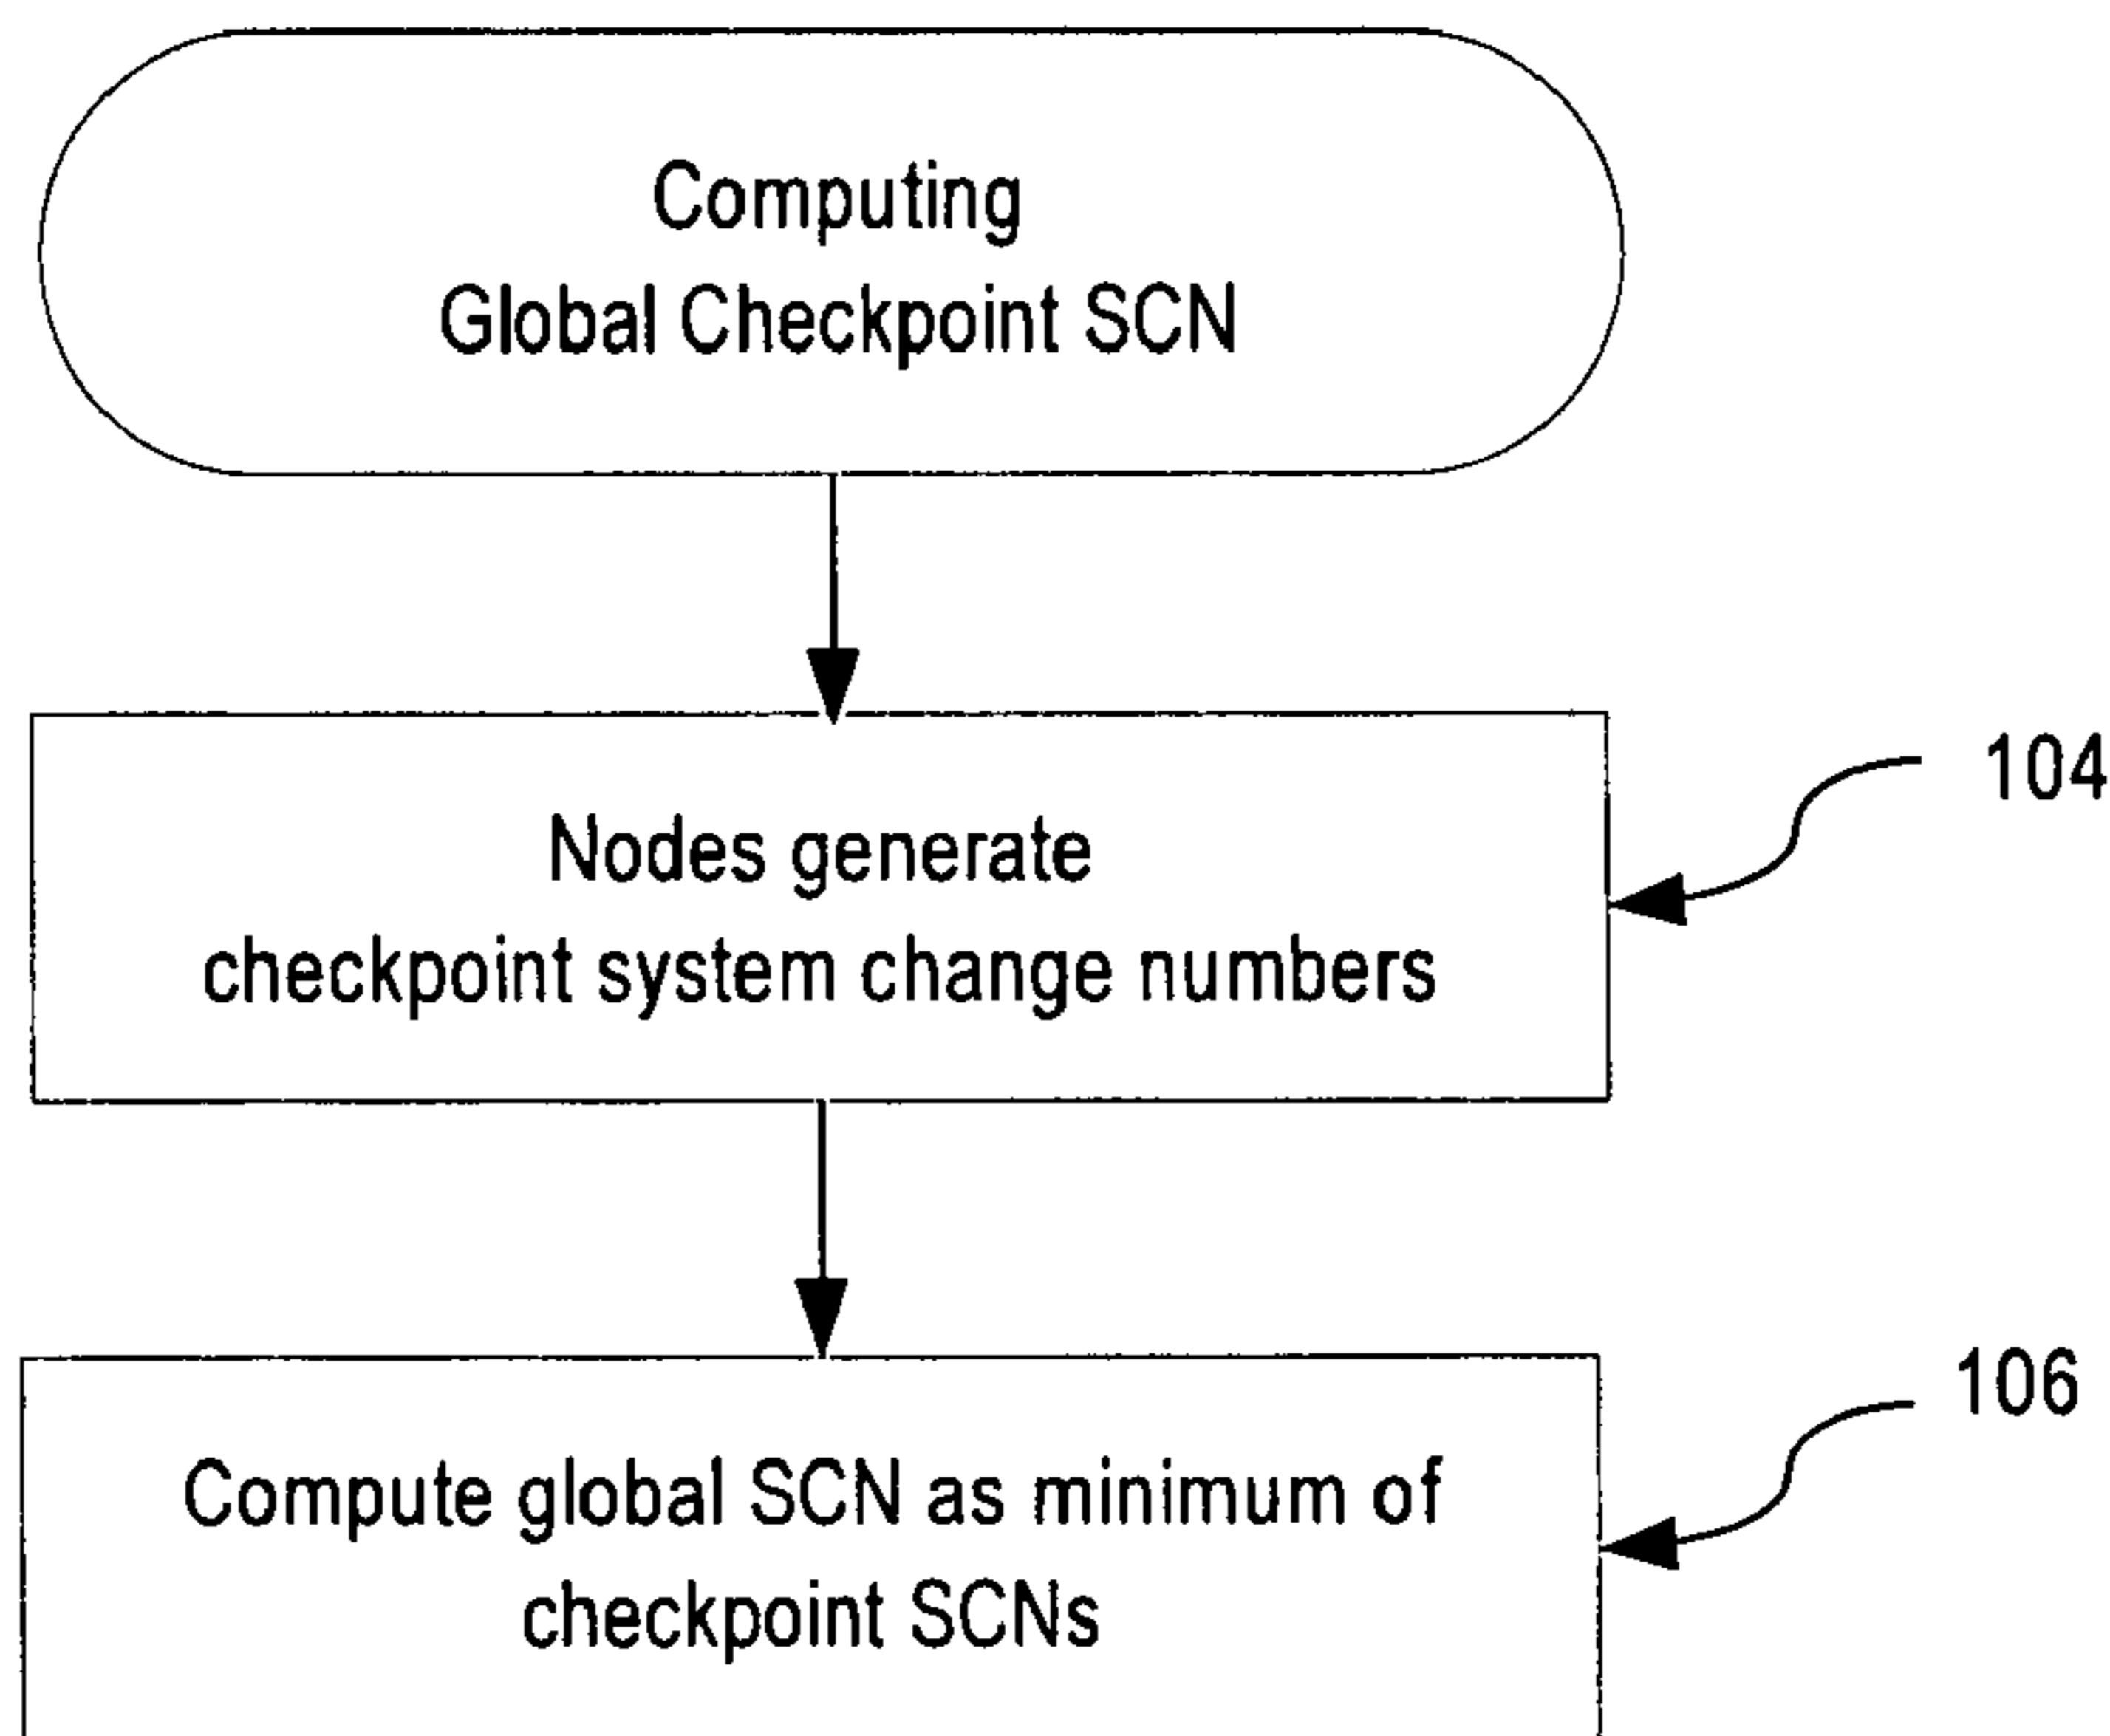 Computing
Global Checkpoint SCN
104
Nodes generate
checkpoint system change numbers
106
Compute global SCN as minimum of
checkpoint SCNs